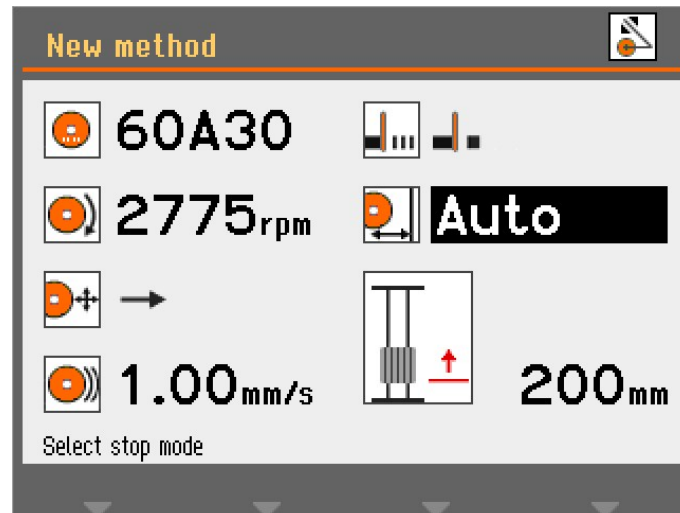 New method
60A30
2775rpm
Auto
1.00mm/s
200mm
Select stop mode